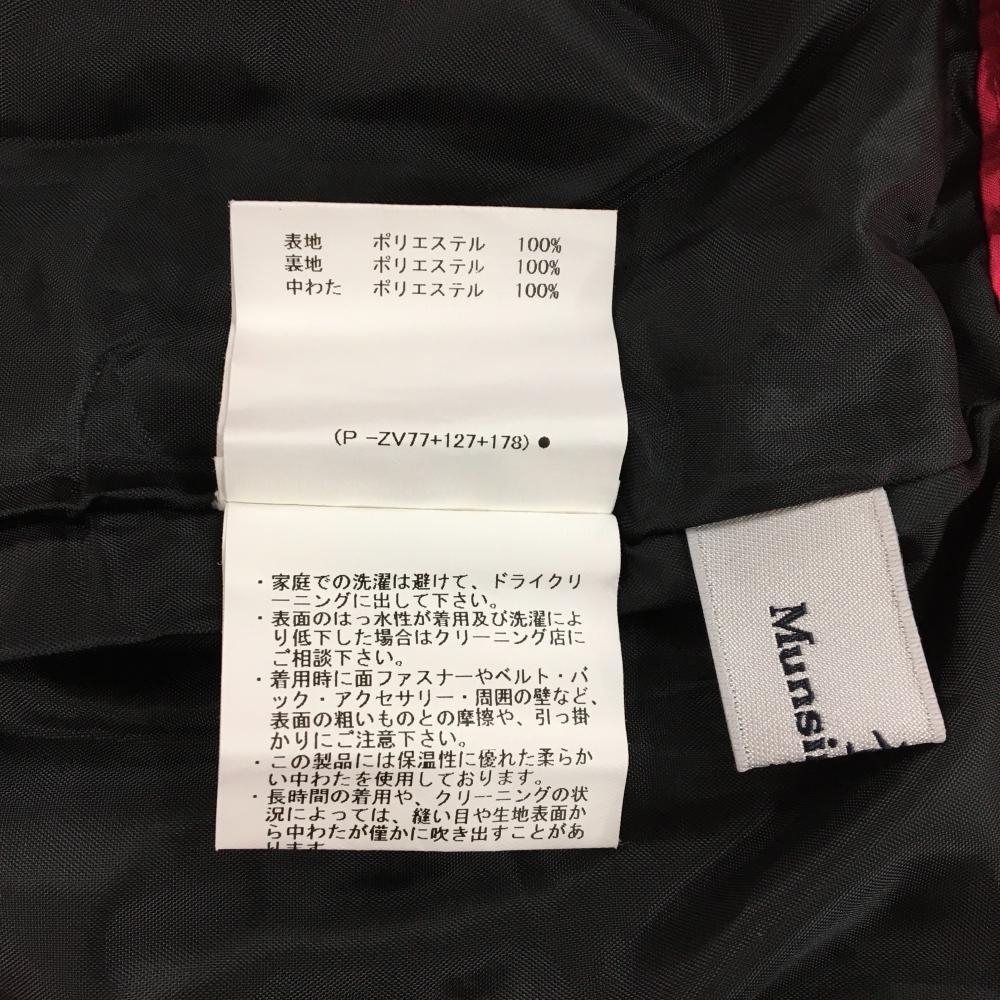 表地 ポリエステル 100%
裏地 ポリエステル 100%
中わた ポリエステル 100%
(P -ZV77+127+178) ●
・家庭での洗濯は避けて、ドライクリ
ーニングに出して下さい。
・表面のはっ水性が着用及び洗濯によ
り低下した場合はクリーニング店に
ご相談下さい。
・着用時に面ファスナーやベルト・バ
ック・アクセサリー・周囲の壁など、
表面の粗いものとの摩擦や、引っ掛
かりにご注意下さい。
・この製品には保温性に優れた柔らか
い中わたを使用しております。
・長時間の着用や、クリーニングの状
況によっては、縫い目や生地表面か
ら中わたが僅かに吹き出すことがあ
ります
Munsi